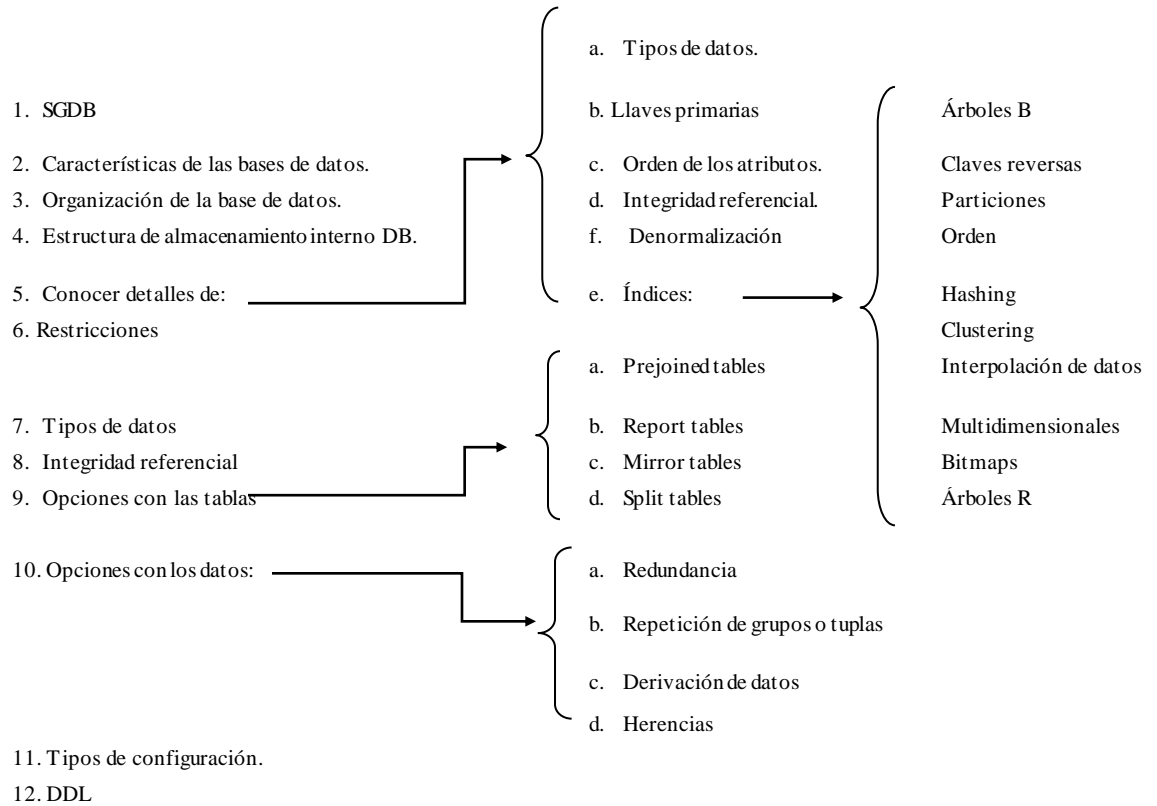 a. Tipos de datos.
1. SGDB
b. Llaves primarias
Árboles B
2. Características de las bases de datos.
c. Orden de los atributos.
Claves reversas
3. Organización de la base de datos.
d. Integridad referencial.
Particiones
4. Estructura de almacenamiento interno DB.
f. Denormalización
Orden
5. Conocer detalles de:
e. Índices:
Hashing
6. Restricciones
Clustering
a. Prejoined tables
Interpolación de datos
7. Tipos de datos
b. Report tables
Multidimensionales
8. Integridad referencial
c. Mirror tables
Bitmaps
9. Opciones con las tablas
d. Split tables
Árboles R
10. Opciones con los datos:
a. Redundancia
b. Repetición de grupos o tuplas
c. Derivación de datos
d. Herencias
11. Tipos de configuración.
12. DDL